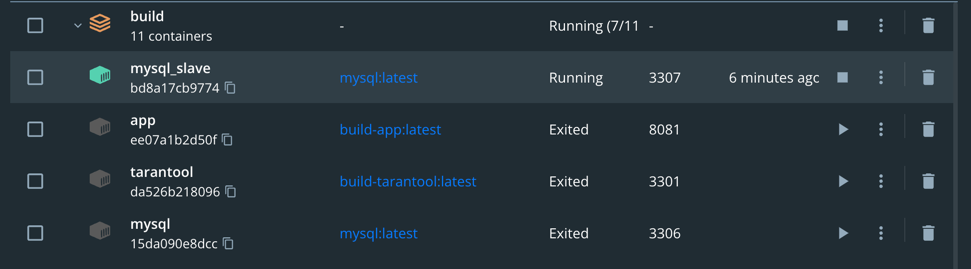 build
11 containers
-
Running (7/11
-
mysql_slave
bd8a17cb9774
mysql:latest
Running
3307
6 minutes agc
app
ee07a1b2d50f
build-app:latest
Exited
8081
tarantool
da526b218096
build-tarantool:latest
Exited
3301
mysql
15da090e8dcc
mysql:latest
Exited
3306